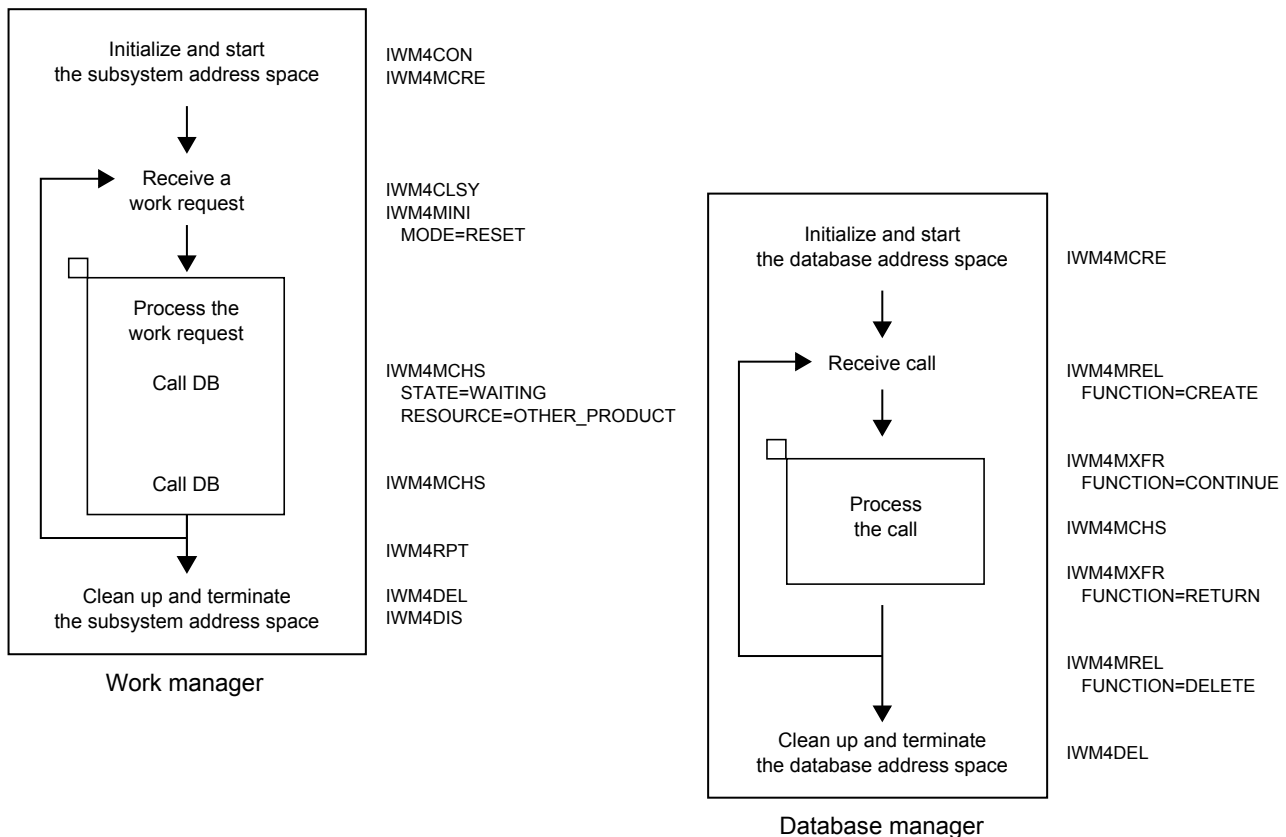 Initialize and start
the subsystem address space
IWM4CON
IWM4MCRE
Receive a
work request
IWM4CLSY
IWM4MINI
MODE=RESET
Process the
work request
Call DB
IWM4MCHS
STATE=WAITING
RESOURCE=OTHER_PRODUCT
Call DB
IWM4MCHS
IWM4RPT
Clean up and terminate
the subsystem address space
IWM4DEL
IWM4DIS
Work manager
Initialize and start
the database address space
IWM4MCRE
Receive call
IWM4MREL
FUNCTION=CREATE
IWM4MXFR
FUNCTION=CONTINUE
Process
the call
IWM4MCHS
IWM4MXFR
FUNCTION=RETURN
IWM4MREL
FUNCTION=DELETE
Clean up and terminate
the database address space
IWM4DEL
Database manager